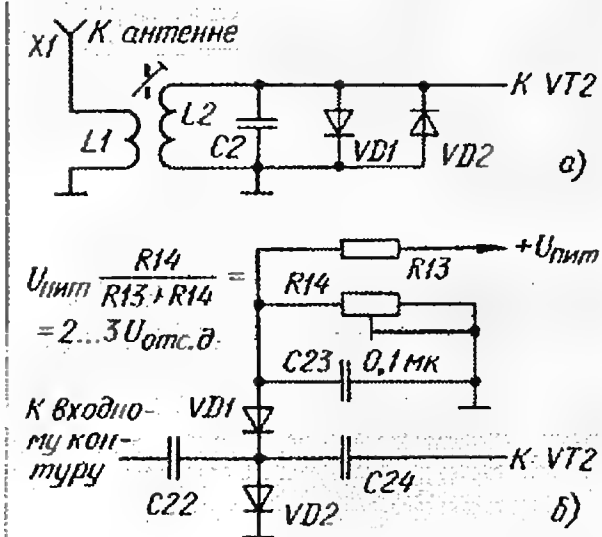 X1 К антенне
L1
L2
C2
VD1
VD2
К VT2
а)
Uпит R14 / R13+R14 =
= 2...3 Uотс.д
R13
+Uпит
R14
C23
0,1 мк
К входно-
му кон-
туру
VD1
C22
C24
К VT2
VD2
б)